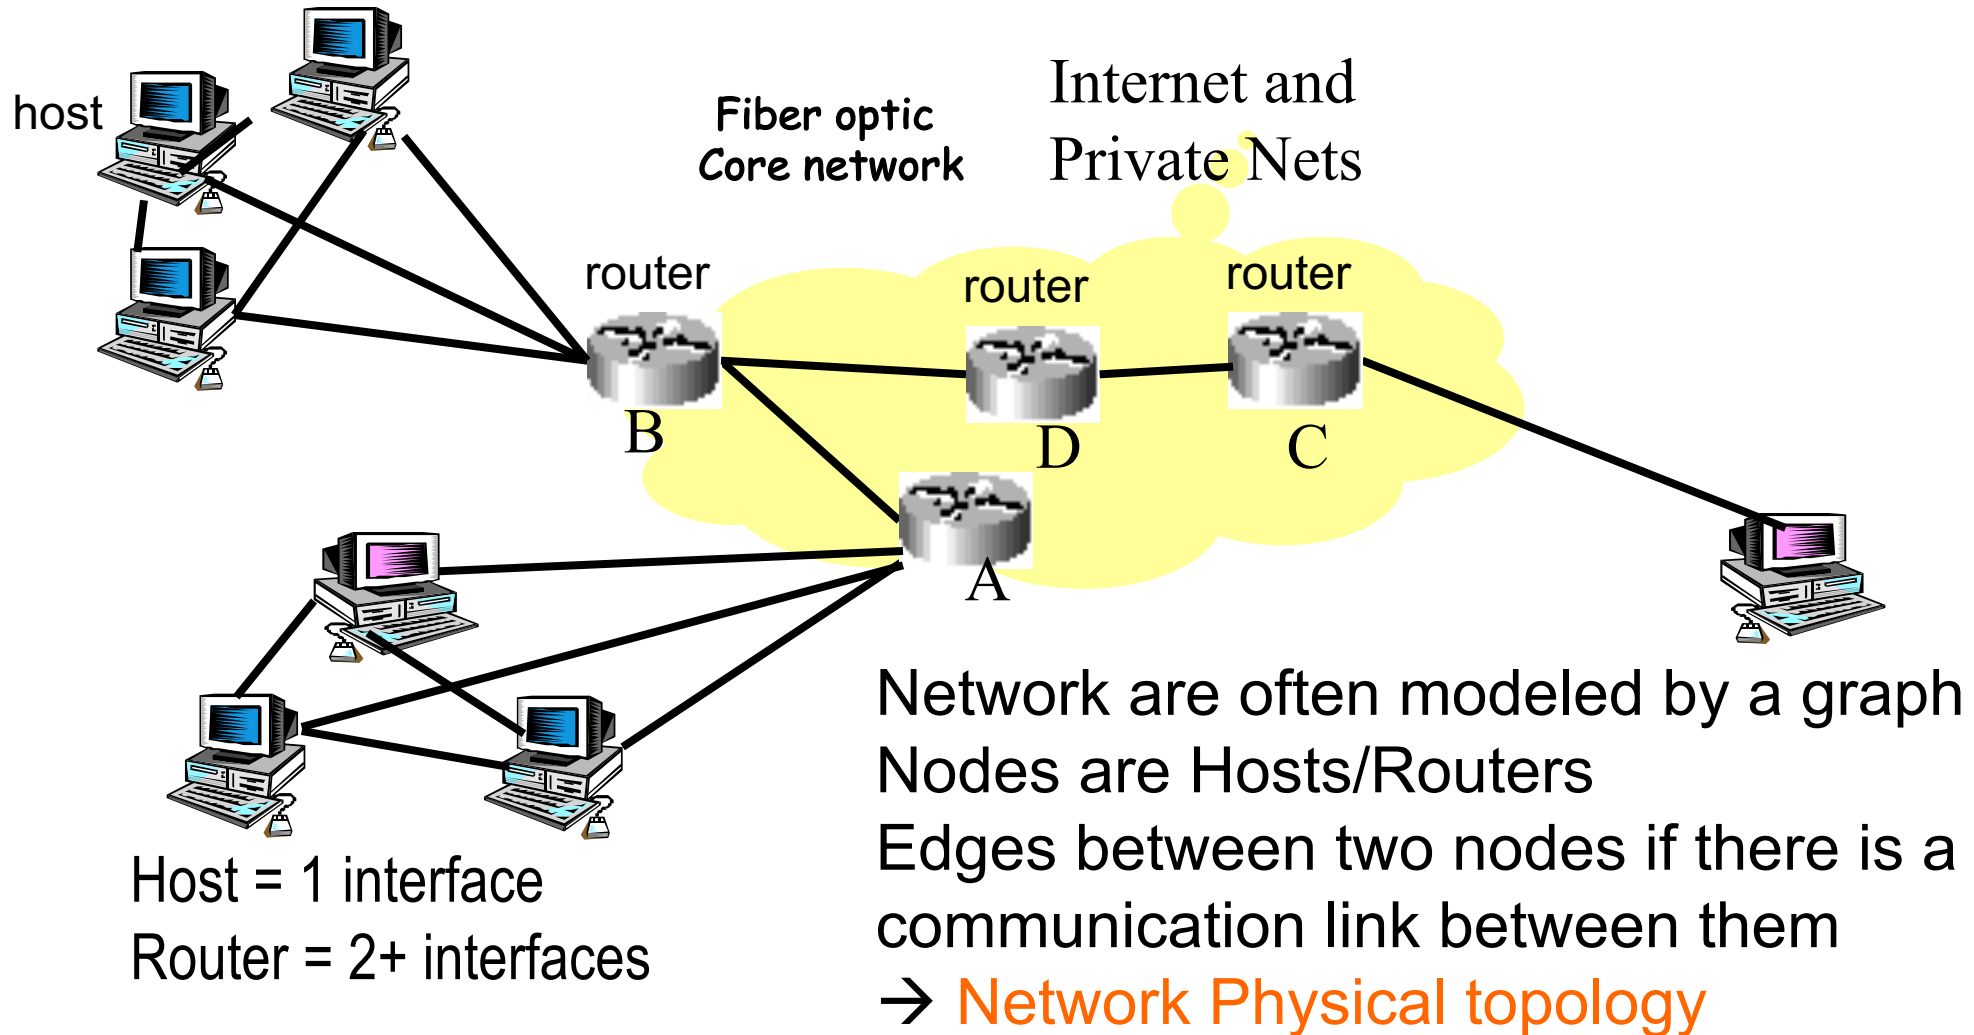 host
Fiber optic
Core network
Internet and
Private Nets
router
router
router
B
D
C
A
Host = 1 interface
Router = 2+ interfaces
Network are often modeled by a graph
Nodes are Hosts/Routers
Edges between two nodes if there is a
communication link between them
→ Network Physical topology